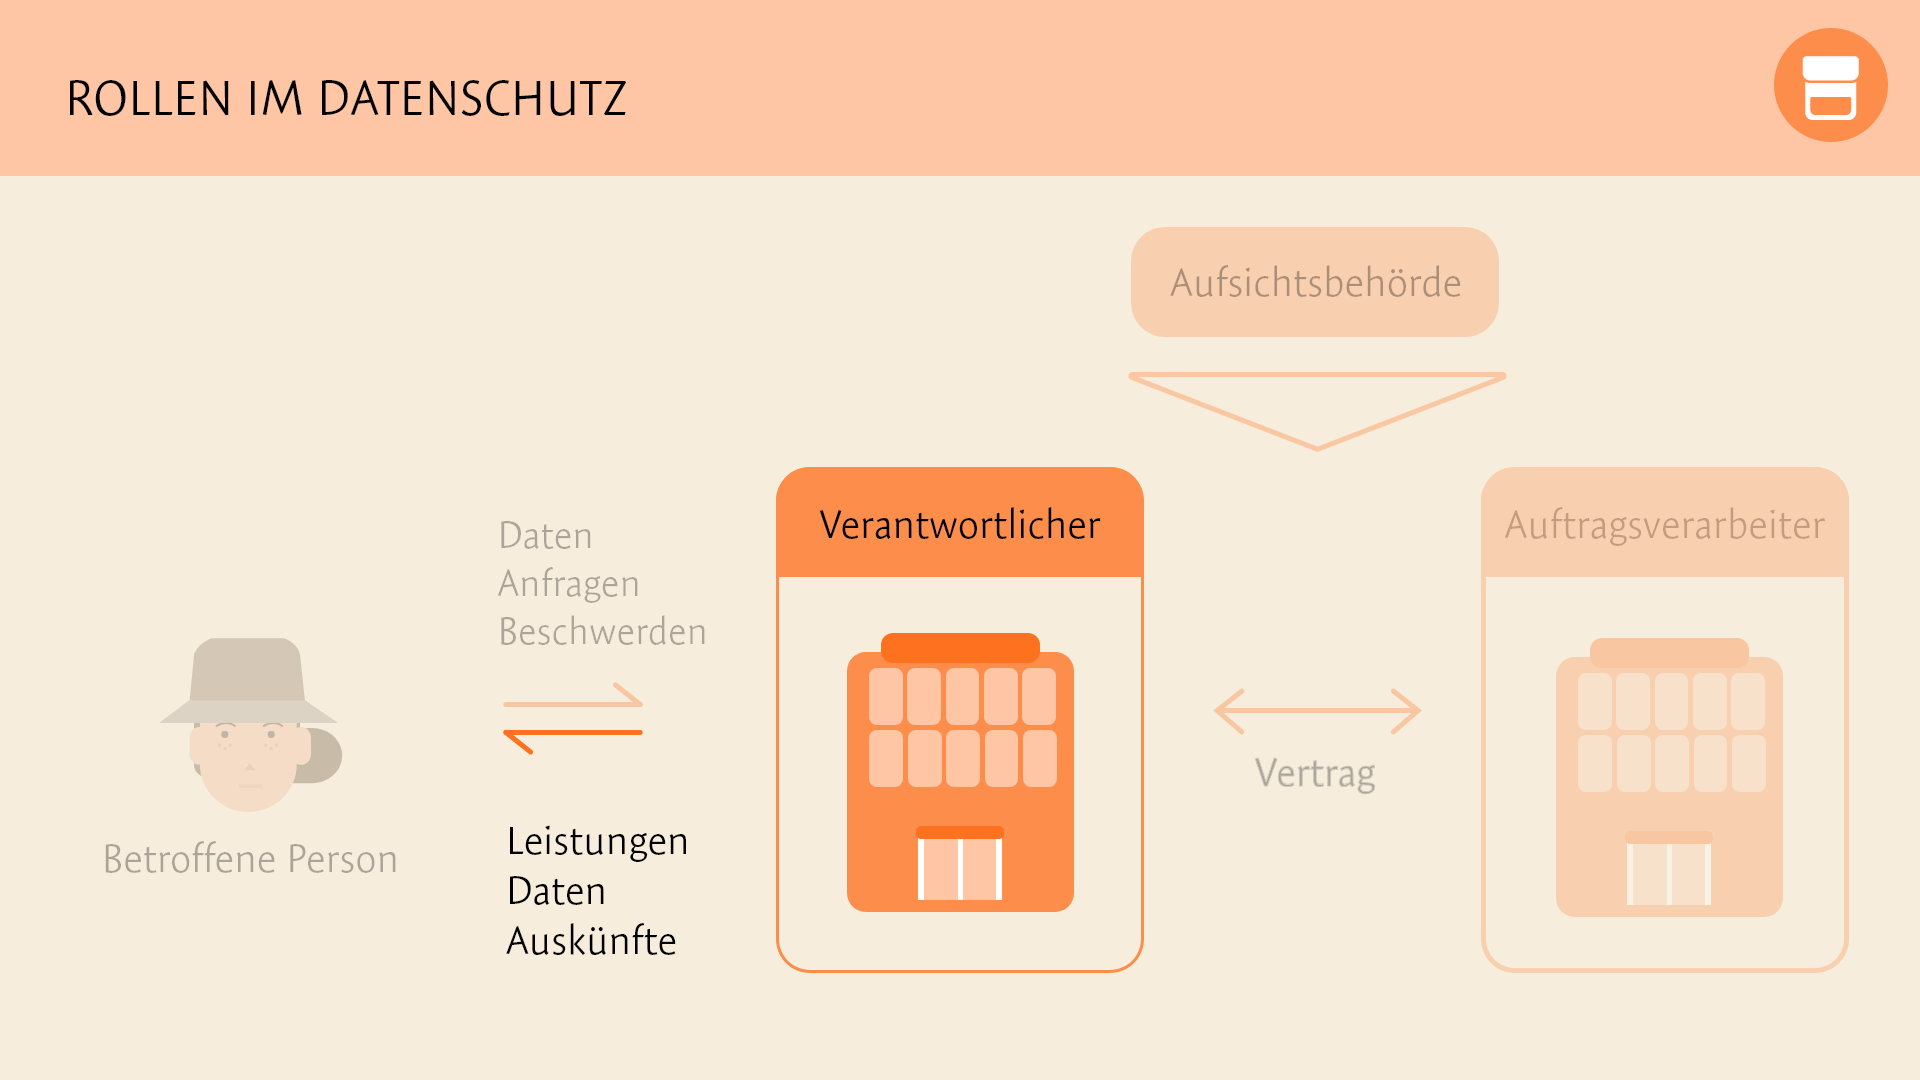 ROLLEN IM DATENSCHUTZ
Aufsichtsbehörde
Daten
Anfragen
Beschwerden
Betroffene Person
Leistungen
Daten
Auskünfte
Verantwortlicher
Vertrag
Auftragsverarbeiter